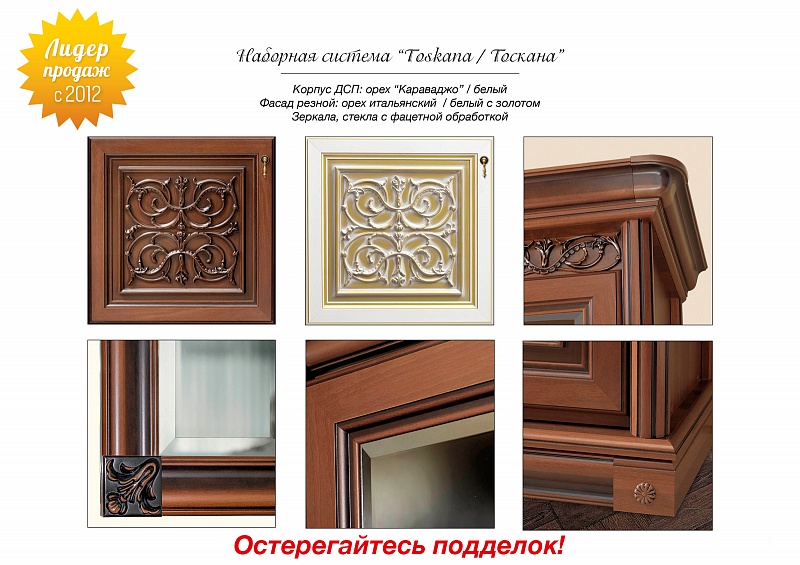 Лидер
продаж
с 2012
Наборная система “Toskana / Тоскана”
Корпус ДСП: орех “Караваджо” / белый
Фасад резной: орех итальянский / белый с золотом
Зеркала, стекла с фацетной обработкой
Остерегайтесь подделок!